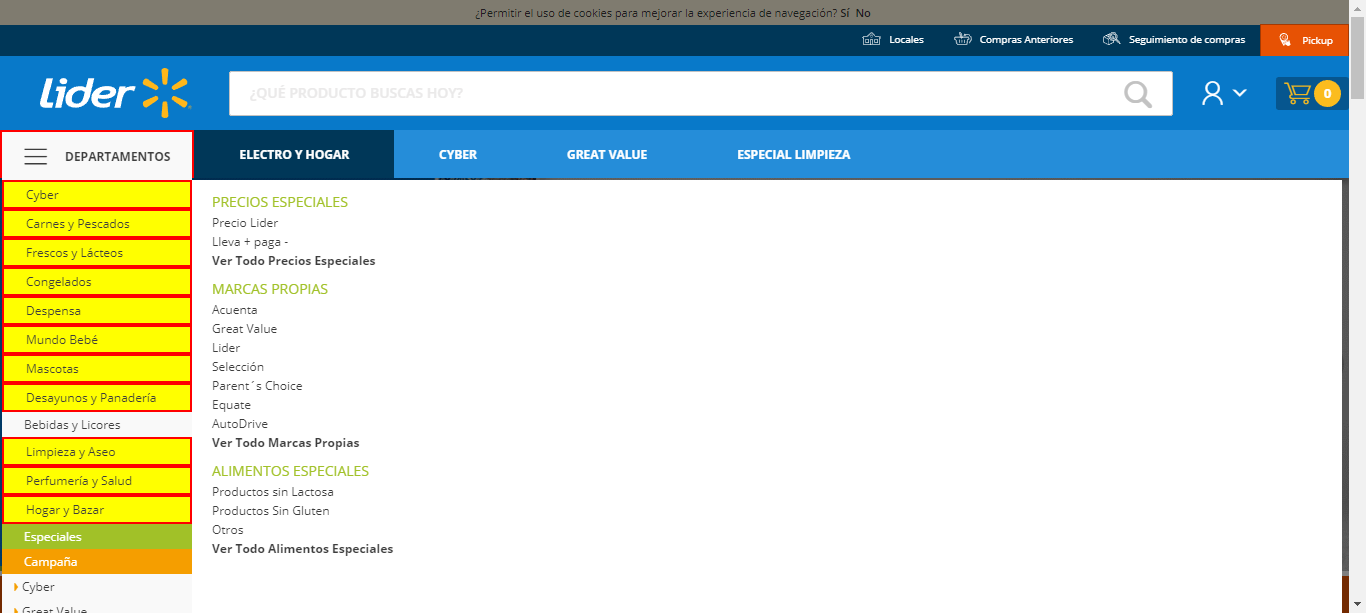 ¿Permitir el uso de cookies para mejorar la experiencia de navegación? Sí No
Locales
Compras Anteriores
Seguimiento de compras
Pickup
Lider
¿QUÉ PRODUCTO BUSCAS HOY?
0
DEPARTAMENTOS
ELECTRO Y HOGAR
CYBER
GREAT VALUE
ESPECIAL LIMPIEZA
Cyber
Carnes y Pescados
Frescos y Lácteos
Congelados
Despensa
Mundo Bebé
Mascotas
Desayunos y Panadería
Bebidas y Licores
Limpieza y Aseo
Perfumería y Salud
Hogar y Bazar
Especiales
Campaña
Cyber
Great Value
PRECIOS ESPECIALES
Precio Lider
Lleva + paga -
Ver Todo Precios Especiales
MARCAS PROPIAS
Acuenta
Great Value
Lider
Selección
Parent´s Choice
Equate
AutoDrive
Ver Todo Marcas Propias
ALIMENTOS ESPECIALES
Productos sin Lactosa
Productos Sin Gluten
Otros
Ver Todo Alimentos Especiales